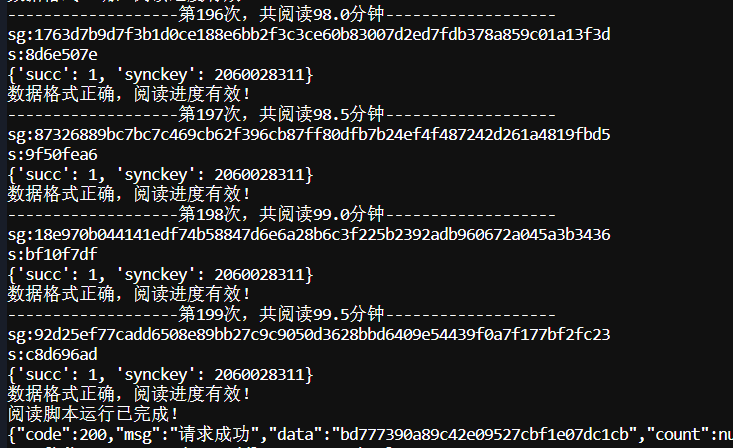 ------------------第196次，共阅读98.0分钟------------------
sg:1763d7b9d7f3b1d0ce188e6bb2f3c3ce60b83007d2ed7fdb378a859c01a13f3d
s:8d6e507e
{'succ': 1, 'synckey': 2060028311}
数据格式正确，阅读进度有效！
------------------第197次，共阅读98.5分钟------------------
sg:87326889bc7bc7c469cb62f396cb87ff80dfb7b24ef4f487242d261a4819fbd5
s:9f50fea6
{'succ': 1, 'synckey': 2060028311}
数据格式正确，阅读进度有效！
------------------第198次，共阅读99.0分钟------------------
sg:18e970b044141edf74b58847d6e6a28b6c3f225b2392adb960672a045a3b3436
s:bf10f7df
{'succ': 1, 'synckey': 2060028311}
数据格式正确，阅读进度有效！
------------------第199次，共阅读99.5分钟------------------
sg:92d25ef77cadd6508e89bb27c9c9050d3628bbd6409e54439f0a7f177bf2fc23
s:c8d696ad
{'succ': 1, 'synckey': 2060028311}
数据格式正确，阅读进度有效！
阅读脚本运行已完成！
{"code":200,"msg":"请求成功","data":"bd777390a89c42e09527cbf1e07dc1cb","count":nu